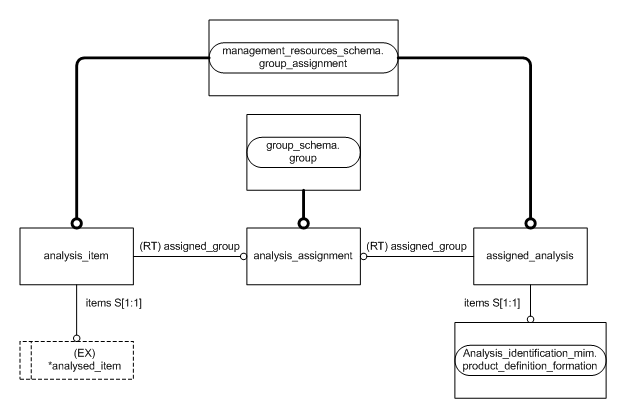 management_resources_schema.
group_assignment
group_schema.
group
(RT) assigned_group
(RT) assigned_group
analysis_item
analysis_assignment
assigned_analysis
items S[1:1]
items S[1:1]
(EX)
*analysed_item
Analysis_identification_mim.
product_definition_formation